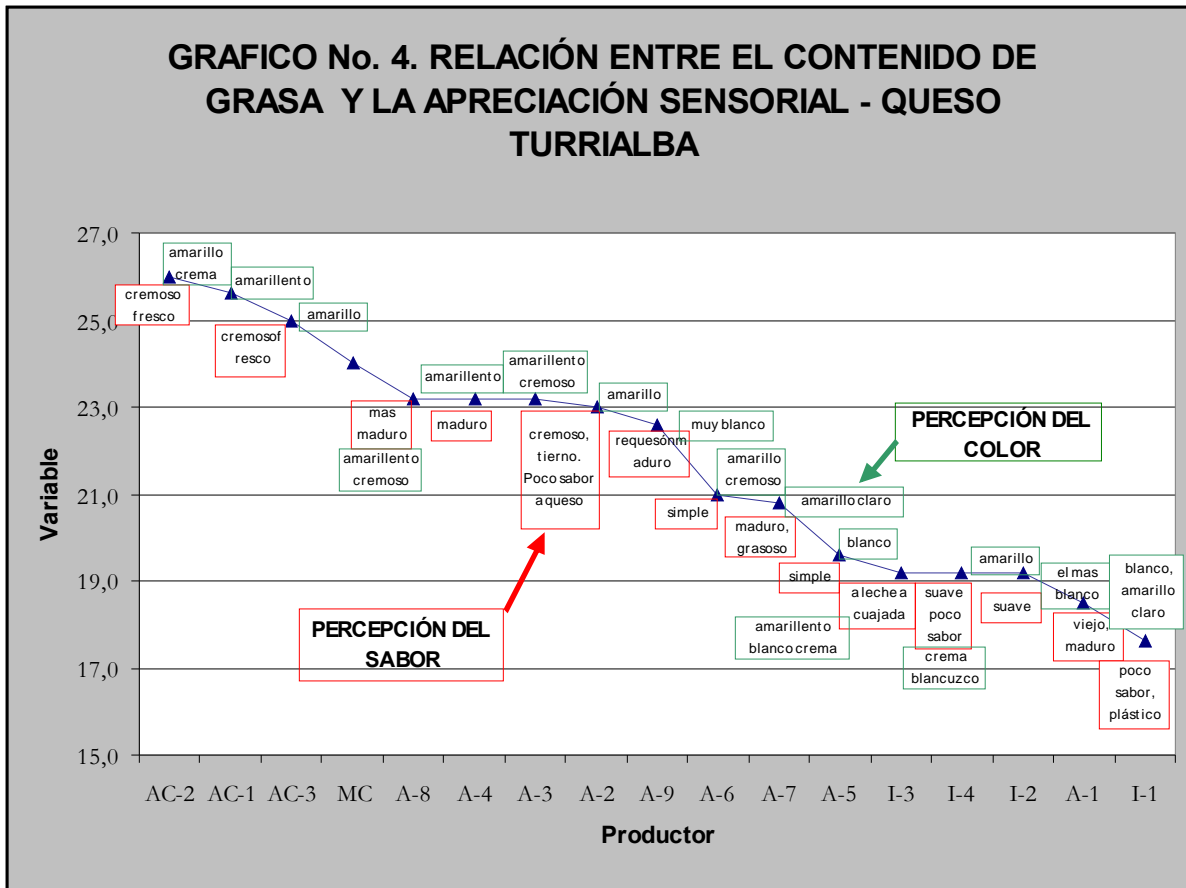 GRAFICO No. 4. RELACIÓN ENTRE EL CONTENIDO DE
GRASA Y LA APRECIACIÓN SENSORIAL - QUESO
TURRIALBA
27,0
25,0
23,0
21,0
19,0
17,0
15,0
Variable
amarillo
crema
cremoso
fresco
amarillento
cremosof
resco
amarillo
mas
maduro
amarillento
cremoso
amarillento
maduro
amarillento
cremoso
cremoso,
tierno.
Poco sabor
a queso
amarillo
requesónm
aduro
muy blanco
simple
amarillo
cremoso
maduro,
grasoso
amarillo claro
simple
amarillento
blanco crema
blanco
a leche a
cuajada
suave
poco
sabor
crema
blancuzco
amarillo
suave
el mas
blanco
viejo,
maduro
blanco,
amarillo
claro
poco
sabor,
plástico
PERCEPCIÓN DEL
COLOR
PERCEPCIÓN DEL
SABOR
AC-2 AC-1 AC-3 MC A-8 A-4 A-3 A-2 A-9 A-6 A-7 A-5 I-3 I-4 I-2 A-1 I-1
Productor